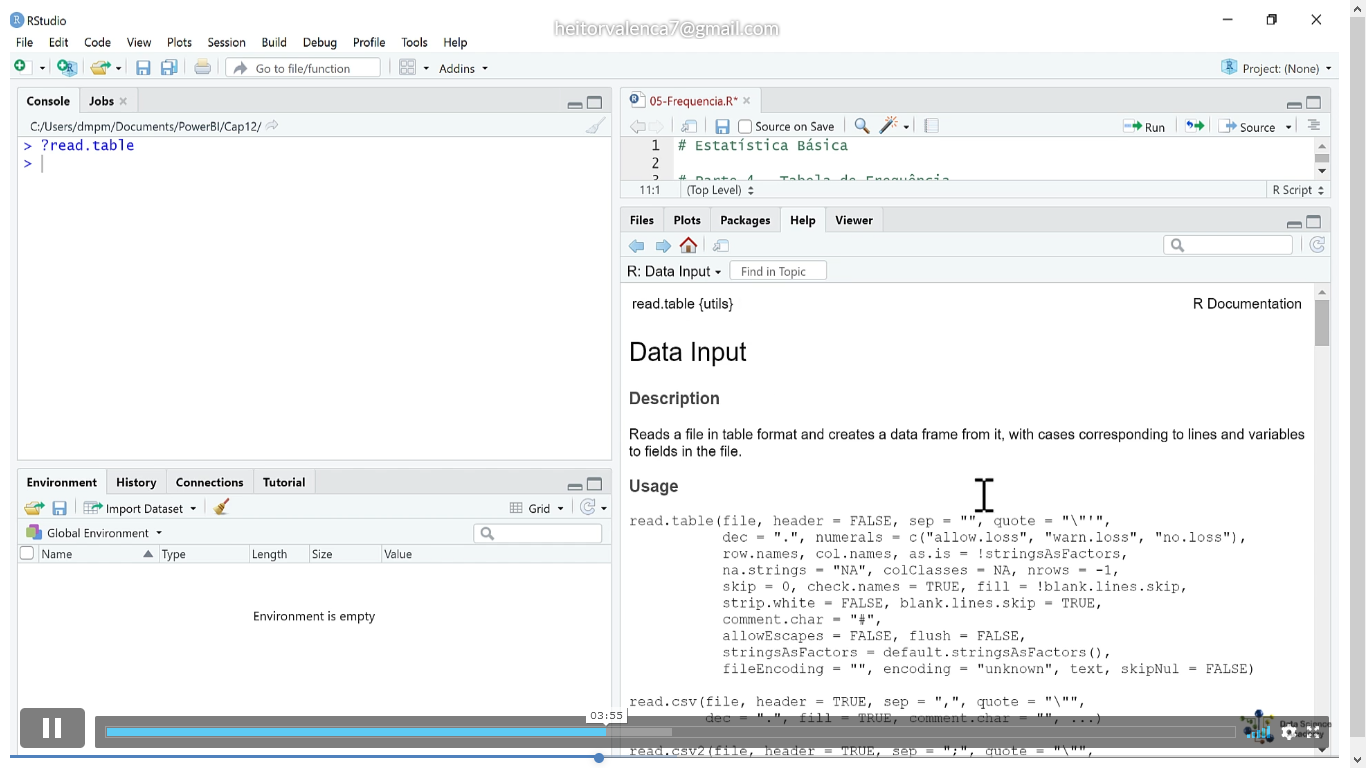 RStudio
heitorvalenca7@gmail.com
File Edit Code View Plots Session Build Debug Profile Tools Help
Go to file/function Addins Project: (None)
Console Jobs
C:/Users/dmpm/Documents/PowerBI/Cap12/
> ?read.table
>
05-Frequencia.R*
Source on Save Run Source
1 # Estatística Básica
2
3 # Parte 4 - Tabela de Frequência
11:1 (Top Level) R Script
Files Plots Packages Help Viewer
R: Data Input Find in Topic
read.table {utils} R Documentation
Data Input
Description
Reads a file in table format and creates a data frame from it, with cases corresponding to lines and variables
to fields in the file.
Usage
read.table(file, header = FALSE, sep = "", quote = "\"'",
dec = ".", numerals = c("allow.loss", "warn.loss", "no.loss"),
row.names, col.names, as.is = !stringsAsFactors,
na.strings = "NA", colClasses = NA, nrows = -1,
skip = 0, check.names = TRUE, fill = !blank.lines.skip,
strip.white = FALSE, blank.lines.skip = TRUE,
comment.char = "#",
allowEscapes = FALSE, flush = FALSE,
stringsAsFactors = default.stringsAsFactors(),
fileEncoding = "", encoding = "unknown", text, skipNul = FALSE)
read.csv(file, header = TRUE, sep = ",", quote = "\"",
dec = ".", fill = TRUE, comment.char = "", ...)
read.csv2(file, header = TRUE, sep = ";", quote = "\"",
Environment History Connections Tutorial
Import Dataset Grid
Global Environment
Name Type Length Size Value
Environment is empty
03:55
Data Science
Academy